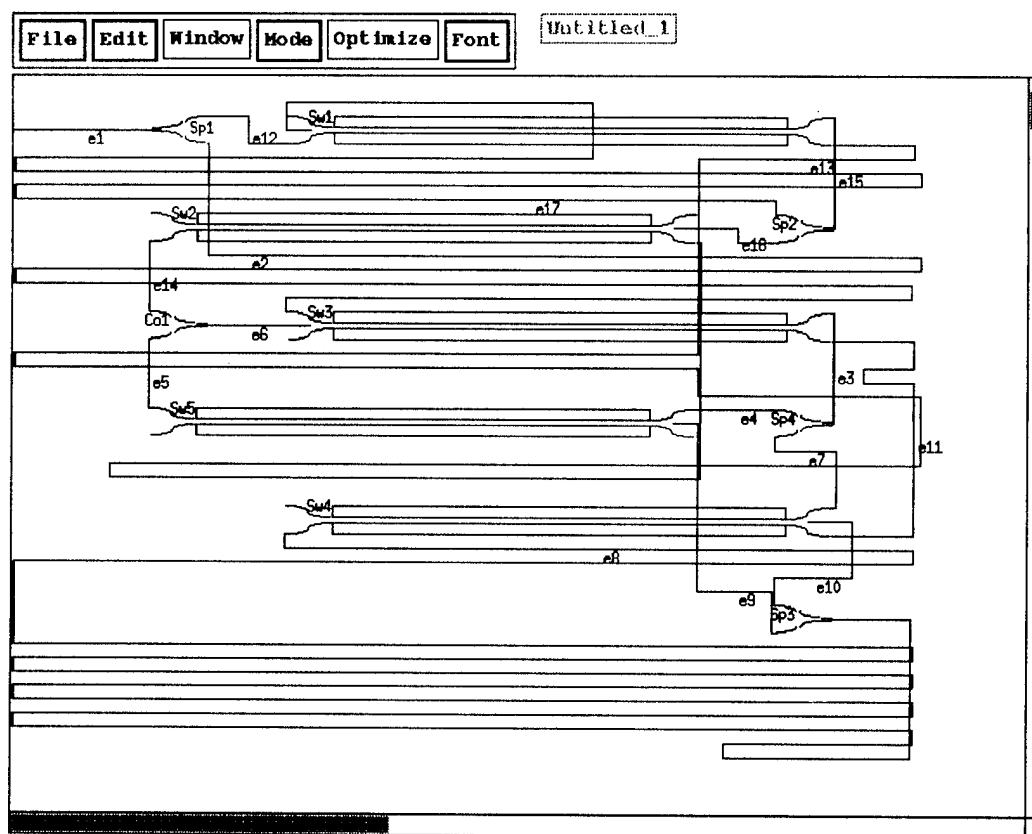 File Edit Window Mode Optimize Font Untitled_1
Sw1
e1 Sp1 e12
e13
e15
Sw2 e17 Sp2
e18
e2
e14
Sw3
Co1 e6
e5 e3
Sw5 e4 Sp4
e7 e11
Sw4
e8
e10
e9
Sp3